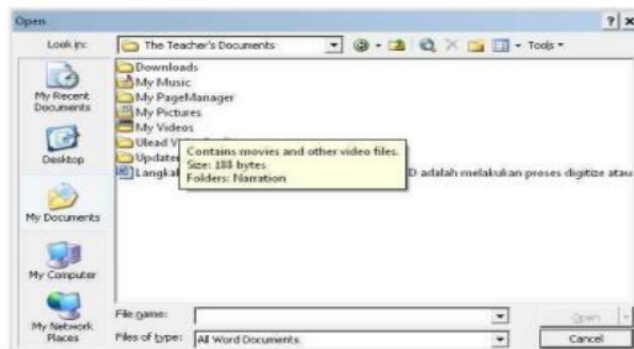 Open
Look in: The Teacher's Documents Tools
Downloads
My Music
My PageManager
My Pictures
My Videos
Ulead
Updater
Contains movies and other video files.
Size: 188 bytes
Folders: Narration
D adalah melakukan proses digitize atau
My Recent
Documents
Desktop
My Documents
My Computer
My Network
Places
File name:
Files of type: All Word Documents
Open
Cancel